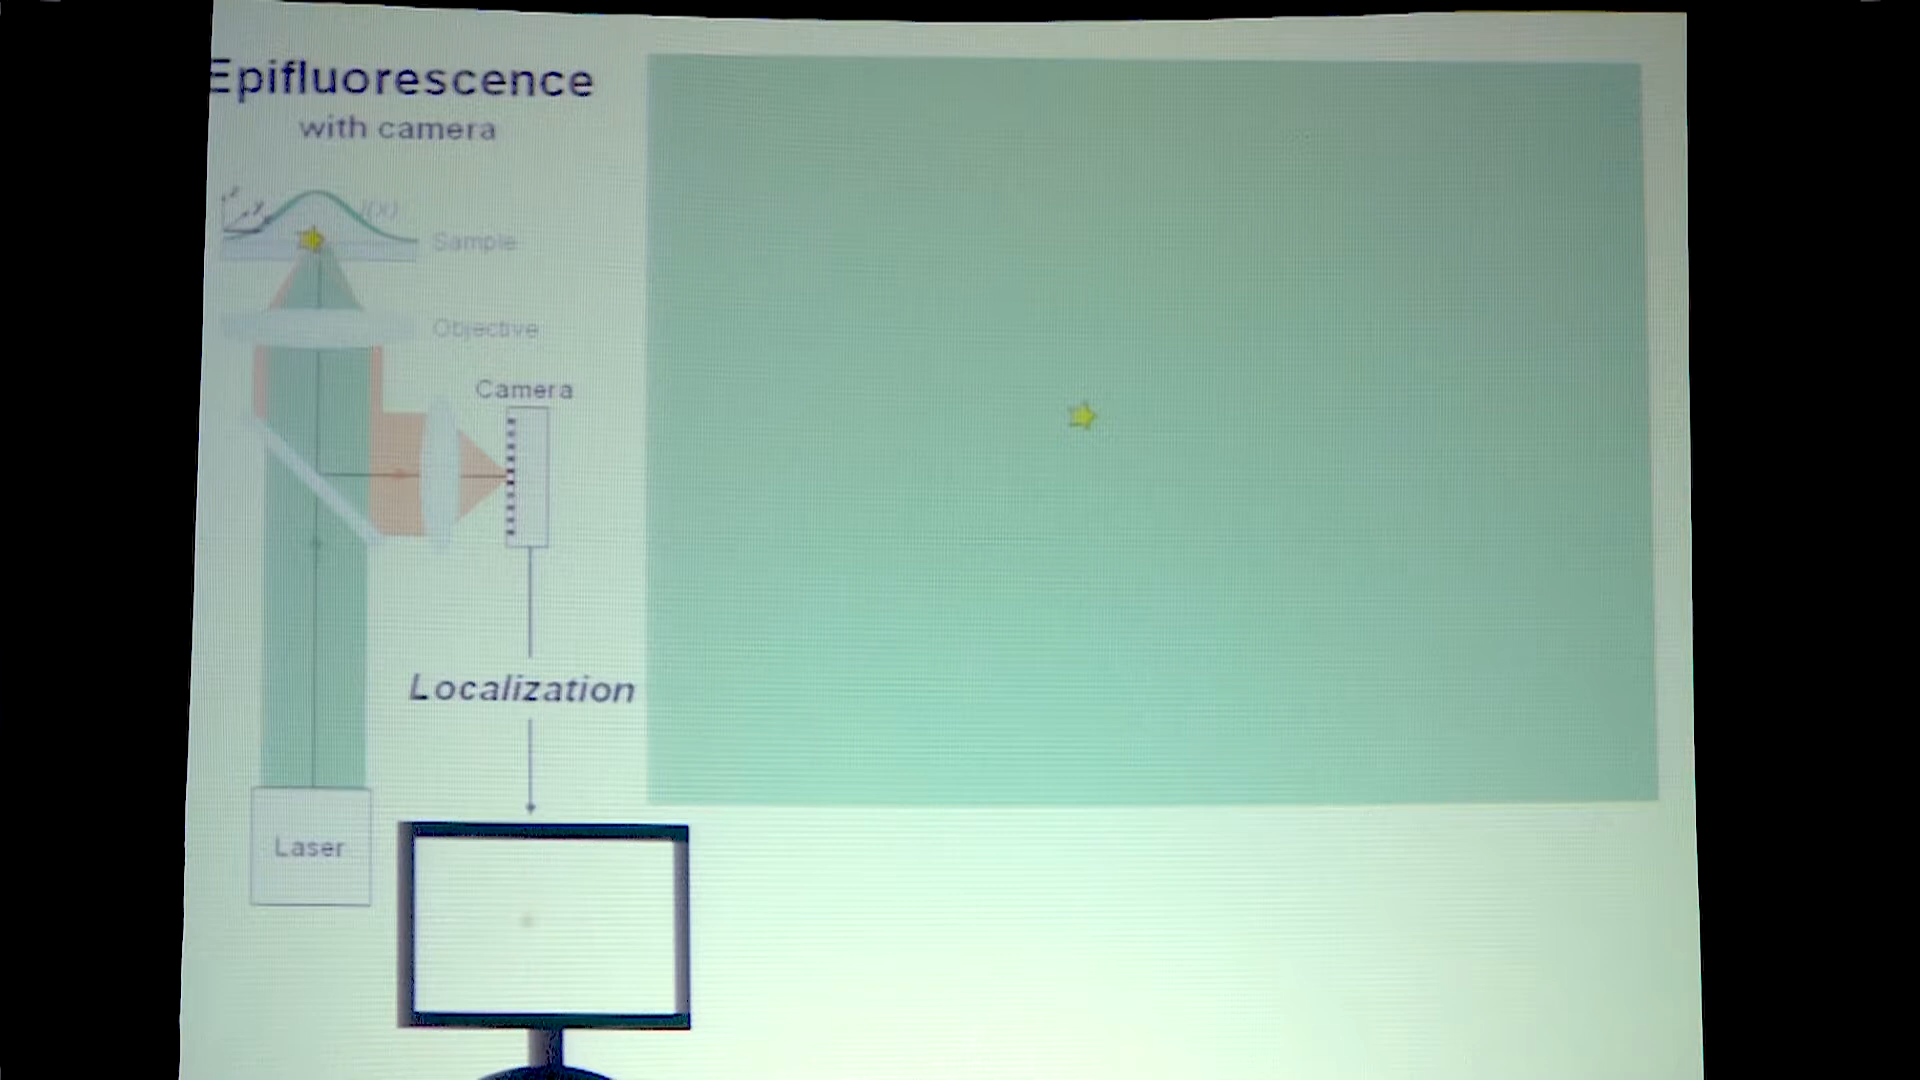 Epifluorescence
with camera
z
y
I(x)
Sample
Objective
Camera
Localization
Laser